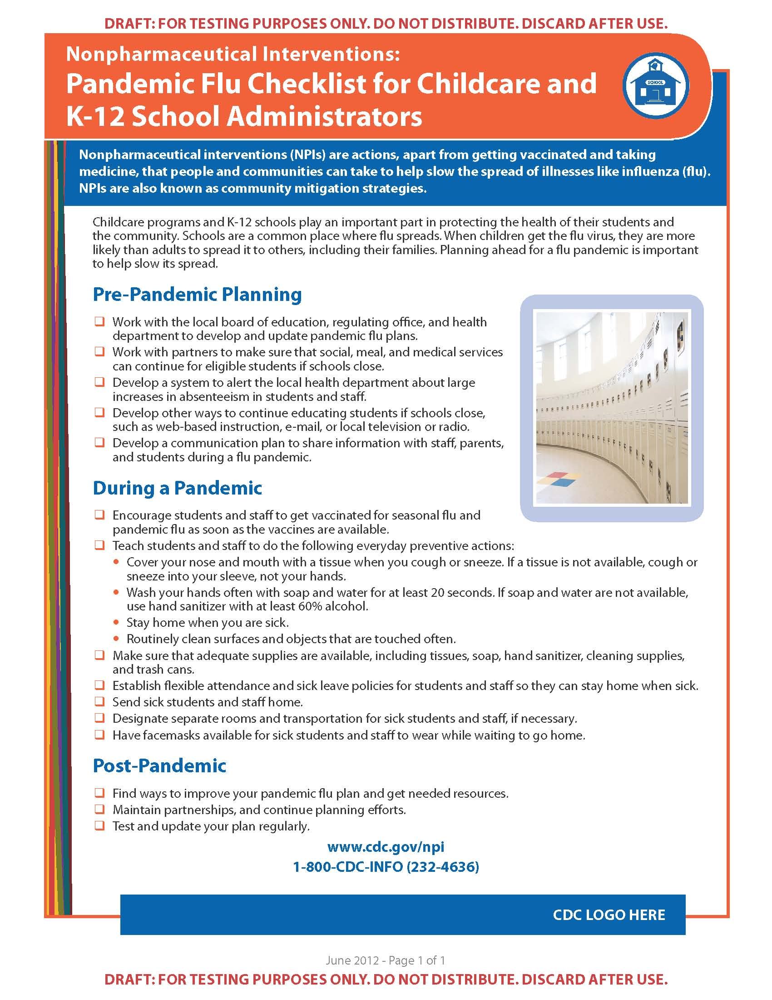 DRAFT: FOR TESTING PURPOSES ONLY. DO NOT DISTRIBUTE. DISCARD AFTER USE.
Nonpharmaceutical Interventions:
Pandemic Flu Checklist for Childcare and
K-12 School Administrators
SCHOOL
Nonpharmaceutical interventions (NPIs) are actions, apart from getting vaccinated and taking
medicine, that people and communities can take to help slow the spread of illnesses like influenza (flu).
NPIs are also known as community mitigation strategies.
Childcare programs and K-12 schools play an important part in protecting the health of their students and
the community. Schools are a common place where flu spreads. When children get the flu virus, they are more
likely than adults to spread it to others, including their families. Planning ahead for a flu pandemic is important
to help slow its spread.
Pre-Pandemic Planning
❑ Work with the local board of education, regulating office, and health
department to develop and update pandemic flu plans.
❑ Work with partners to make sure that social, meal, and medical services
can continue for eligible students if schools close.
❑ Develop a system to alert the local health department about large
increases in absenteeism in students and staff.
❑ Develop other ways to continue educating students if schools close,
such as web-based instruction, e-mail, or local television or radio.
❑ Develop a communication plan to share information with staff, parents,
and students during a flu pandemic.
During a Pandemic
❑ Encourage students and staff to get vaccinated for seasonal flu and
pandemic flu as soon as the vaccines are available.
❑ Teach students and staff to do the following everyday preventive actions:
• Cover your nose and mouth with a tissue when you cough or sneeze. If a tissue is not available, cough or
sneeze into your sleeve, not your hands.
• Wash your hands often with soap and water for at least 20 seconds. If soap and water are not available,
use hand sanitizer with at least 60% alcohol.
• Stay home when you are sick.
• Routinely clean surfaces and objects that are touched often.
❑ Make sure that adequate supplies are available, including tissues, soap, hand sanitizer, cleaning supplies,
and trash cans.
❑ Establish flexible attendance and sick leave policies for students and staff so they can stay home when sick.
❑ Send sick students and staff home.
❑ Designate separate rooms and transportation for sick students and staff, if necessary.
❑ Have facemasks available for sick students and staff to wear while waiting to go home.
Post-Pandemic
❑ Find ways to improve your pandemic flu plan and get needed resources.
❑ Maintain partnerships, and continue planning efforts.
❑ Test and update your plan regularly.
www.cdc.gov/npi
1-800-CDC-INFO (232-4636)
CDC LOGO HERE
June 2012 - Page 1 of 1
DRAFT: FOR TESTING PURPOSES ONLY. DO NOT DISTRIBUTE. DISCARD AFTER USE.